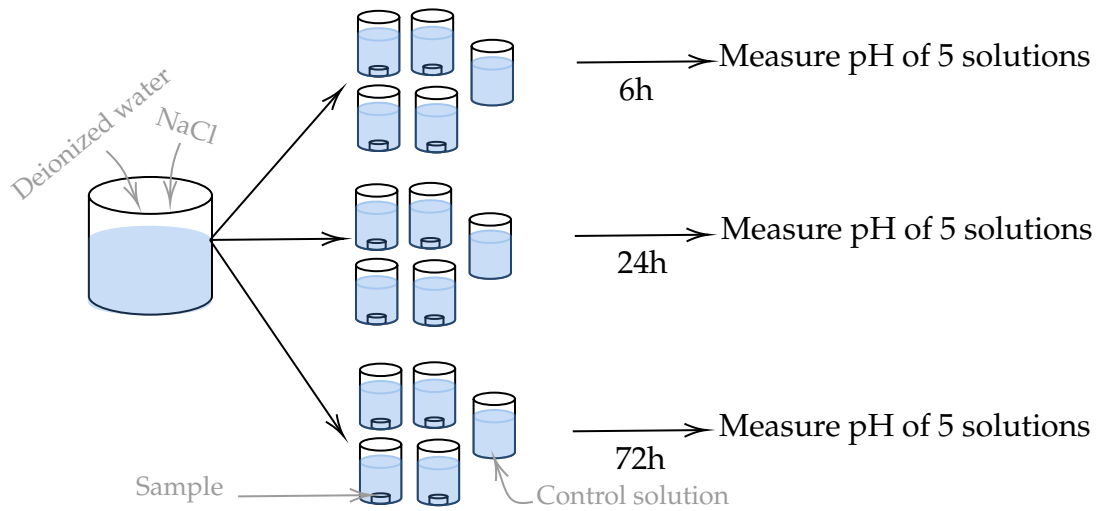 Measure pH of 5 solutions
6h
Deionized water
NaCl
Measure pH of 5 solutions
24h
Measure pH of 5 solutions
72h
Sample
Control solution